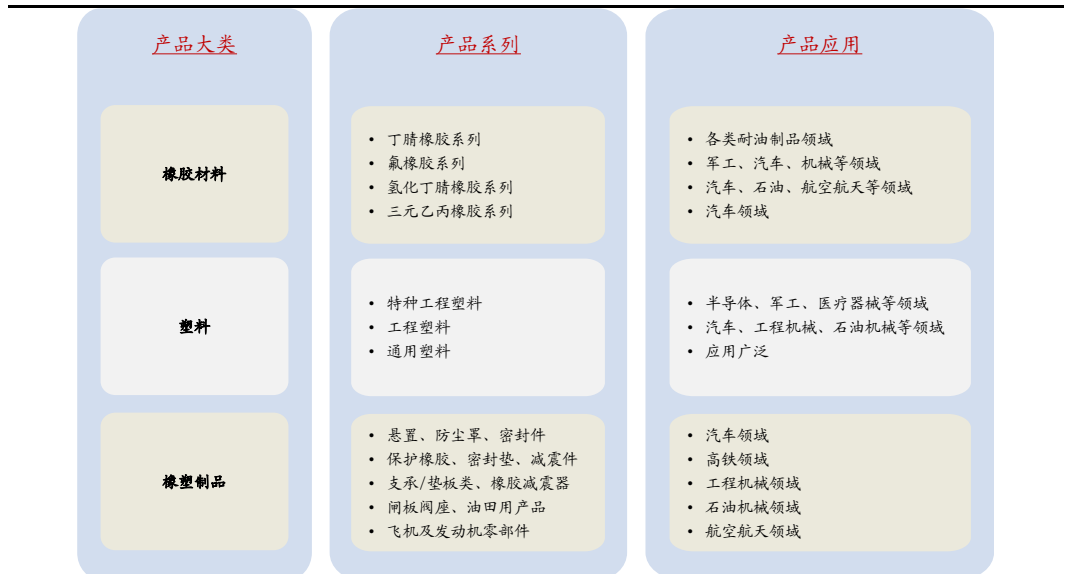 产品大类
产品系列
产品应用
橡胶材料
• 丁腈橡胶系列
• 氟橡胶系列
• 氢化丁腈橡胶系列
• 三元乙丙橡胶系列
• 各类耐油制品领域
• 军工、汽车、机械等领域
• 汽车、石油、航空航天等领域
• 汽车领域
塑料
• 特种工程塑料
• 工程塑料
• 通用塑料
• 半导体、军工、医疗器械等领域
• 汽车、工程机械、石油机械等领域
• 应用广泛
橡塑制品
• 悬置、防尘罩、密封件
• 保护橡胶、密封垫、减震件
• 支承/垫板类、橡胶减震器
• 闸板阀座、油田用产品
• 飞机及发动机零部件
• 汽车领域
• 高铁领域
• 工程机械领域
• 石油机械领域
• 航空航天领域